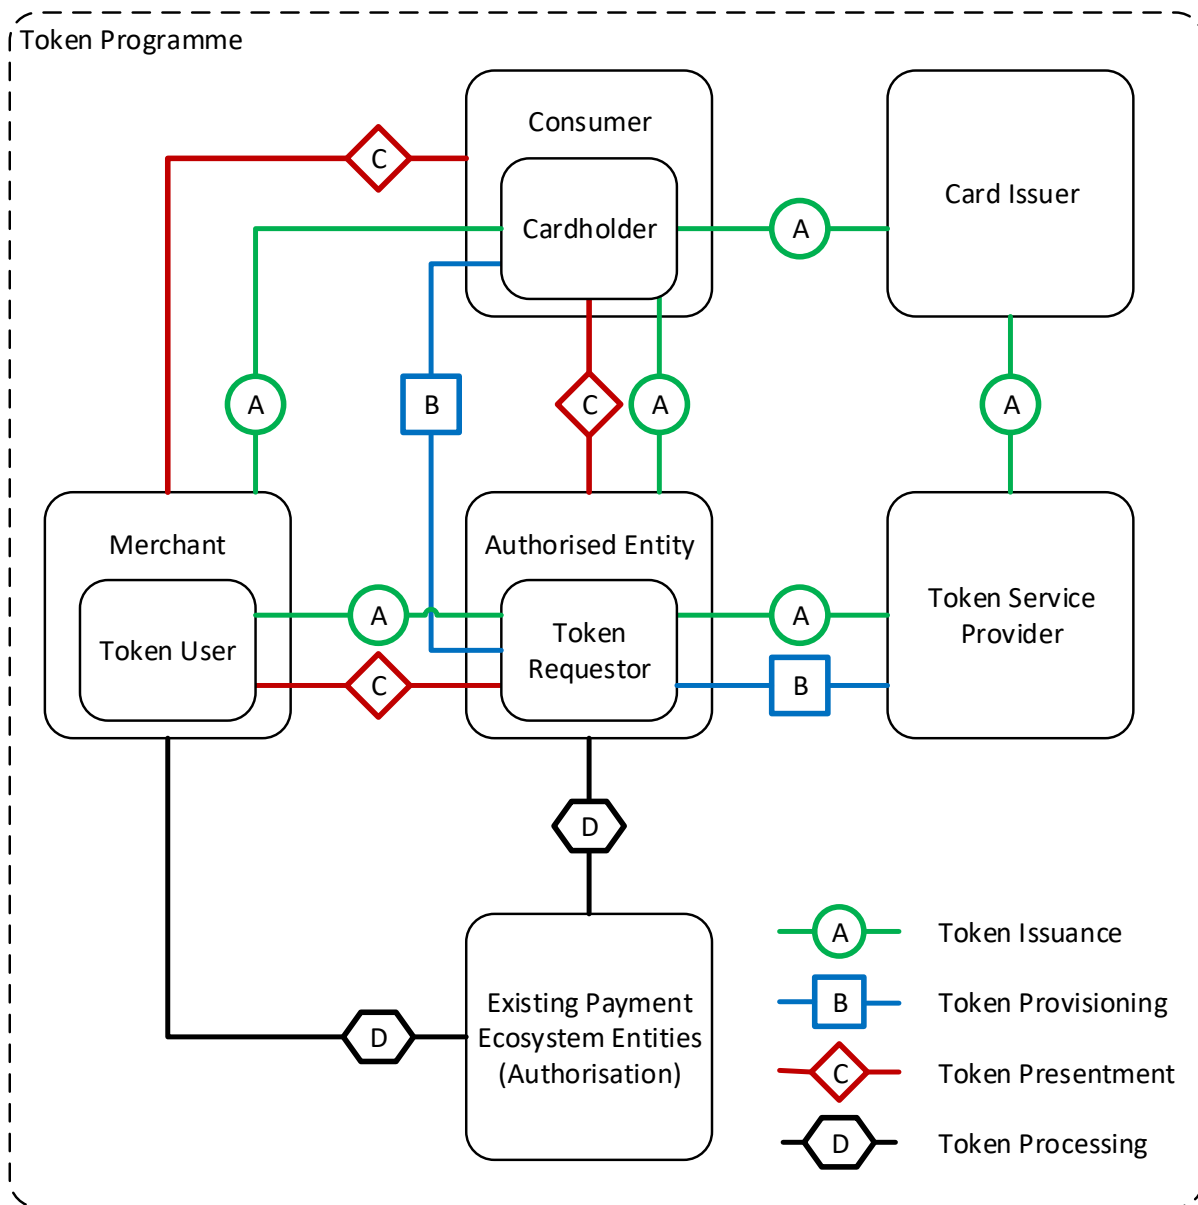 Token Programme
Consumer
Card Issuer
C
Cardholder
A
A
B
C
A
A
Merchant
Authorised Entity
Token Service
Provider
A
A
Token User
Token
Requestor
C
B
D
Existing Payment
Ecosystem Entities
(Authorisation)
D
A Token Issuance
B Token Provisioning
C Token Presentment
D Token Processing